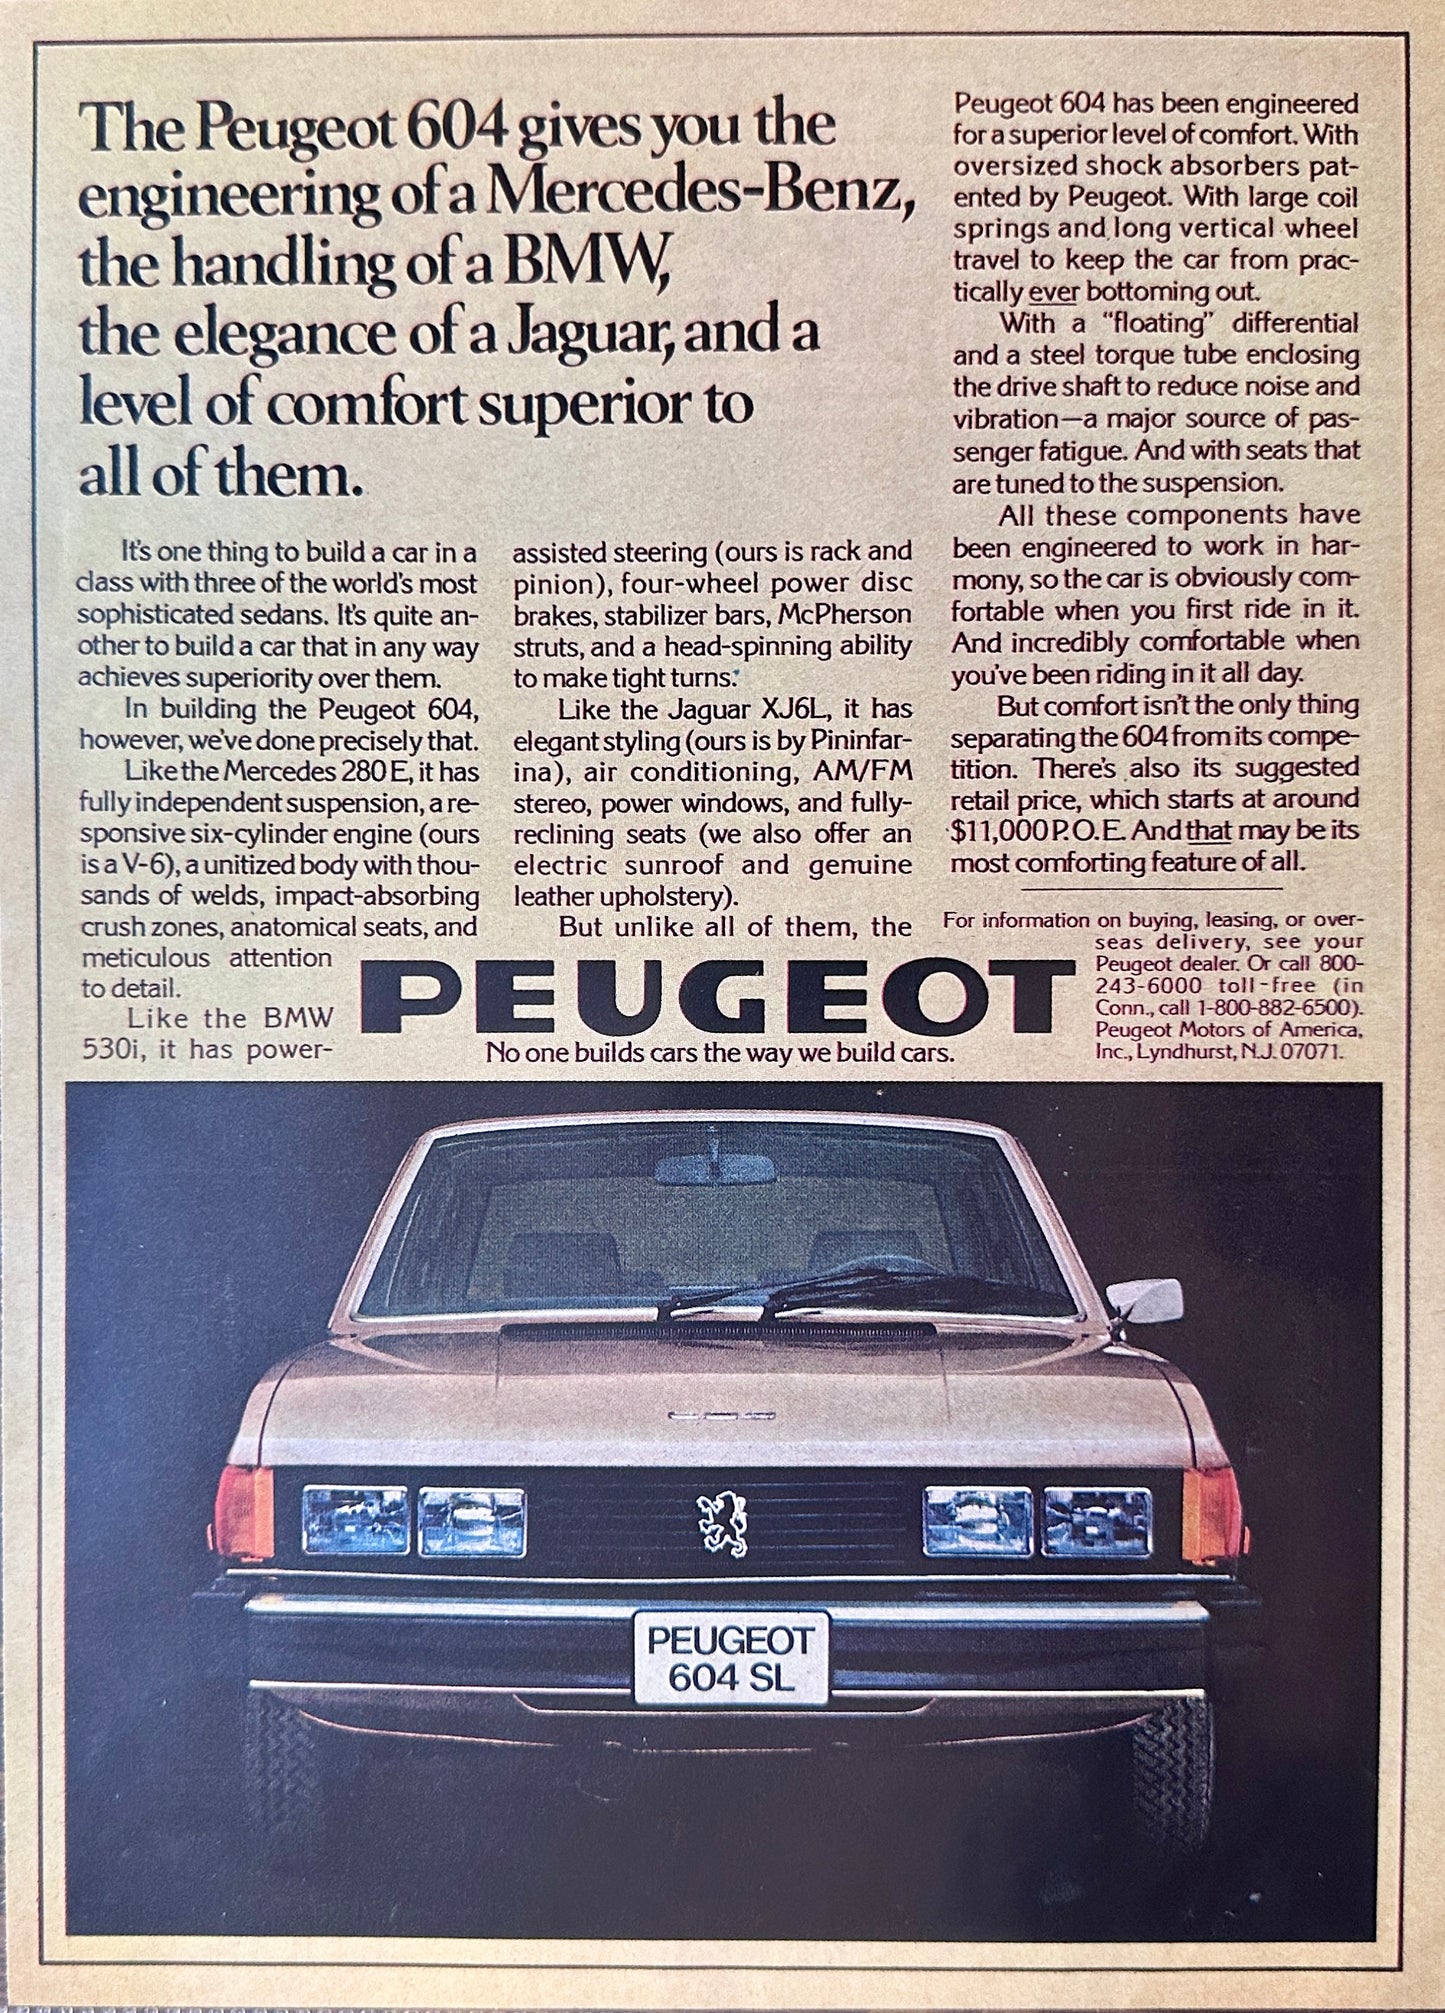 The Peugeot 604 gives you the
engineering of a Mercedes-Benz,
the handling of a BMW,
the elegance of a Jaguar, and a
level of comfort superior to
all of them.
It's one thing to build a car in a
class with three of the world's most
sophisticated sedans. It's quite an-
other to build a car that in any way
achieves superiority over them.
In building the Peugeot 604,
however, we've done precisely that.
Like the Mercedes 280 E, it has
fully independent suspension, a re-
sponsive six-cylinder engine (ours
is a V-6), a unitized body with thou-
sands of welds, impact-absorbing
crush zones, anatomical seats, and
meticulous attention
to detail.
Like the BMW
530i, it has power-
assisted steering (ours is rack and
pinion), four-wheel power disc
brakes, stabilizer bars, McPherson
struts, and a head-spinning ability
to make tight turns.
Like the Jaguar XJ6L, it has
elegant styling (ours is by Pininfar-
ina), air conditioning, AM/FM
stereo, power windows, and fully-
reclining seats (we also offer an
electric sunroof and genuine
leather upholstery).
But unlike all of them, the
Peugeot 604 has been engineered
for a superior level of comfort. With
oversized shock absorbers pat-
ented by Peugeot. With large coil
springs and long vertical wheel
travel to keep the car from prac-
tically ever bottoming out.
With a "floating" differential
and a steel torque tube enclosing
the drive shaft to reduce noise and
vibration—a major source of pas-
senger fatigue. And with seats that
are tuned to the suspension.
All these components have
been engineered to work in har-
mony, so the car is obviously com-
fortable when you first ride in it.
And incredibly comfortable when
you've been riding in it all day.
But comfort isn't the only thing
separating the 604 from its compe-
tition. There's also its suggested
retail price, which starts at around
$11,000 P.O.E. And that may be its
most comforting feature of all.
For information on buying, leasing, or over-
seas delivery, see your
Peugeot dealer. Or call 800-
243-6000 toll-free (in
Conn., call 1-800-882-6500).
Peugeot Motors of America,
Inc., Lyndhurst, N.J. 07071.
PEUGEOT
No one builds cars the way we build cars.
PEUGEOT
604 SL